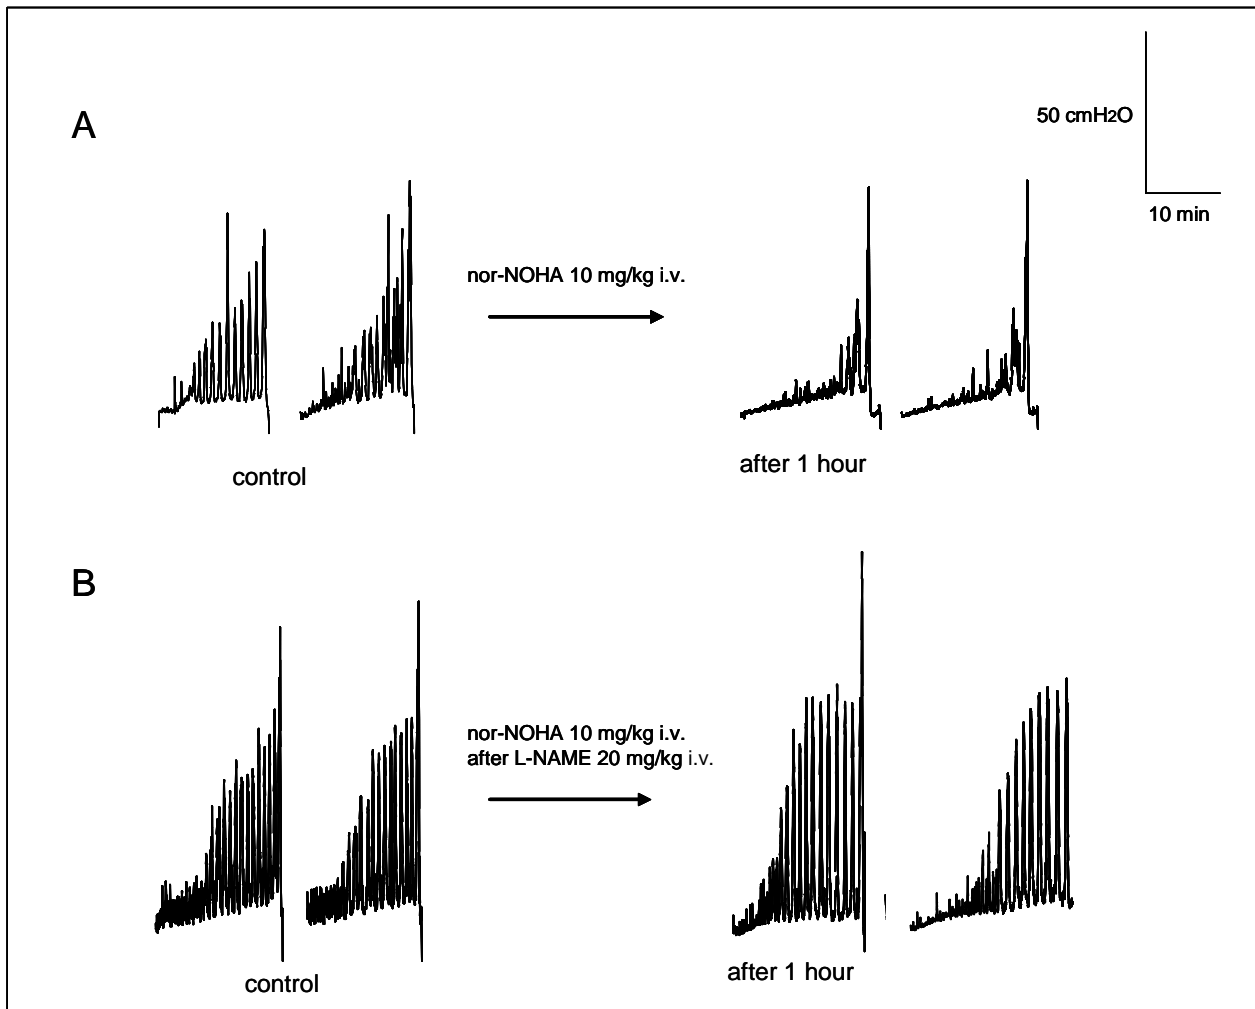 A
50 cmH2O
10 min
nor-NOHA 10 mg/kg i.v.
control
after 1 hour
B
nor-NOHA 10 mg/kg i.v.
after L-NAME 20 mg/kg i.v.
control
after 1 hour